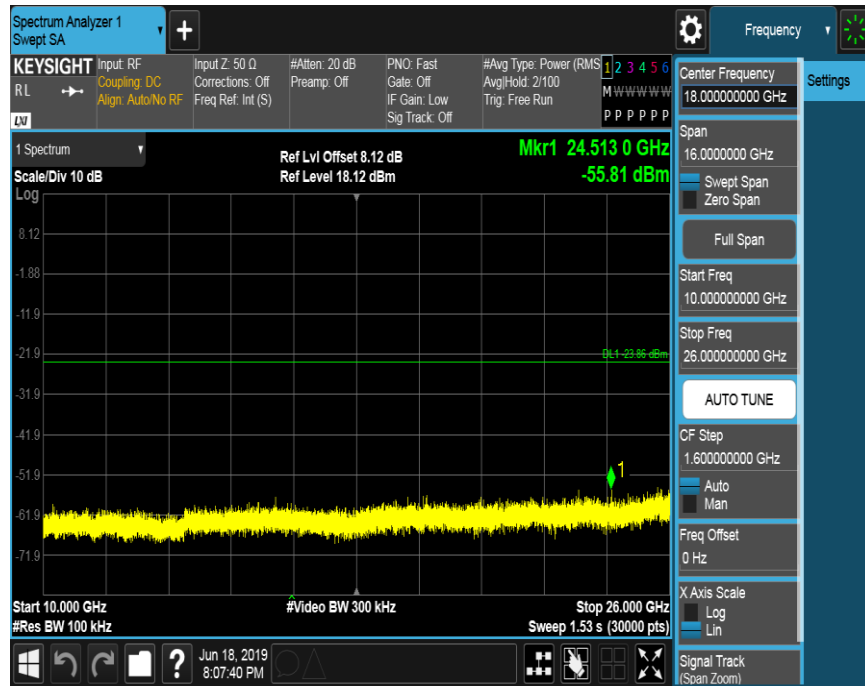 Spectrum Analyzer 1
Swept SA
+
Frequency
KEYSIGHT
RL
LXI
Input: RF
Coupling: DC
Align: Auto/No RF
Input Z: 50 Ω
Corrections: Off
Freq Ref: Int (S)
#Atten: 20 dB
Preamp: Off
PNO: Fast
Gate: Off
IF Gain: Low
Sig Track: Off
#Avg Type: Power (RMS
Avg|Hold: 2/100
Trig: Free Run
1 2 3 4 5 6
M W W W W W
P P P P P P
1 Spectrum
Scale/Div 10 dB
Ref Lvl Offset 8.12 dB
Ref Level 18.12 dBm
Mkr1 24.513 0 GHz
-55.81 dBm
Log
8.12
-1.88
-11.9
-21.9
DL1 -23.86 dBm
-31.9
-41.9
-51.9
1
-61.9
-71.9
Start 10.000 GHz
#Video BW 300 kHz
Stop 26.000 GHz
#Res BW 100 kHz
Sweep 1.53 s (30000 pts)
Center Frequency
18.000000000 GHz
Settings
Span
16.0000000 GHz
Swept Span
Zero Span
Full Span
Start Freq
10.000000000 GHz
Stop Freq
26.000000000 GHz
AUTO TUNE
CF Step
1.600000000 GHz
Auto
Man
Freq Offset
0 Hz
X Axis Scale
Log
Lin
Signal Track
(Span Zoom)
?
Jun 18, 2019
8:07:40 PM